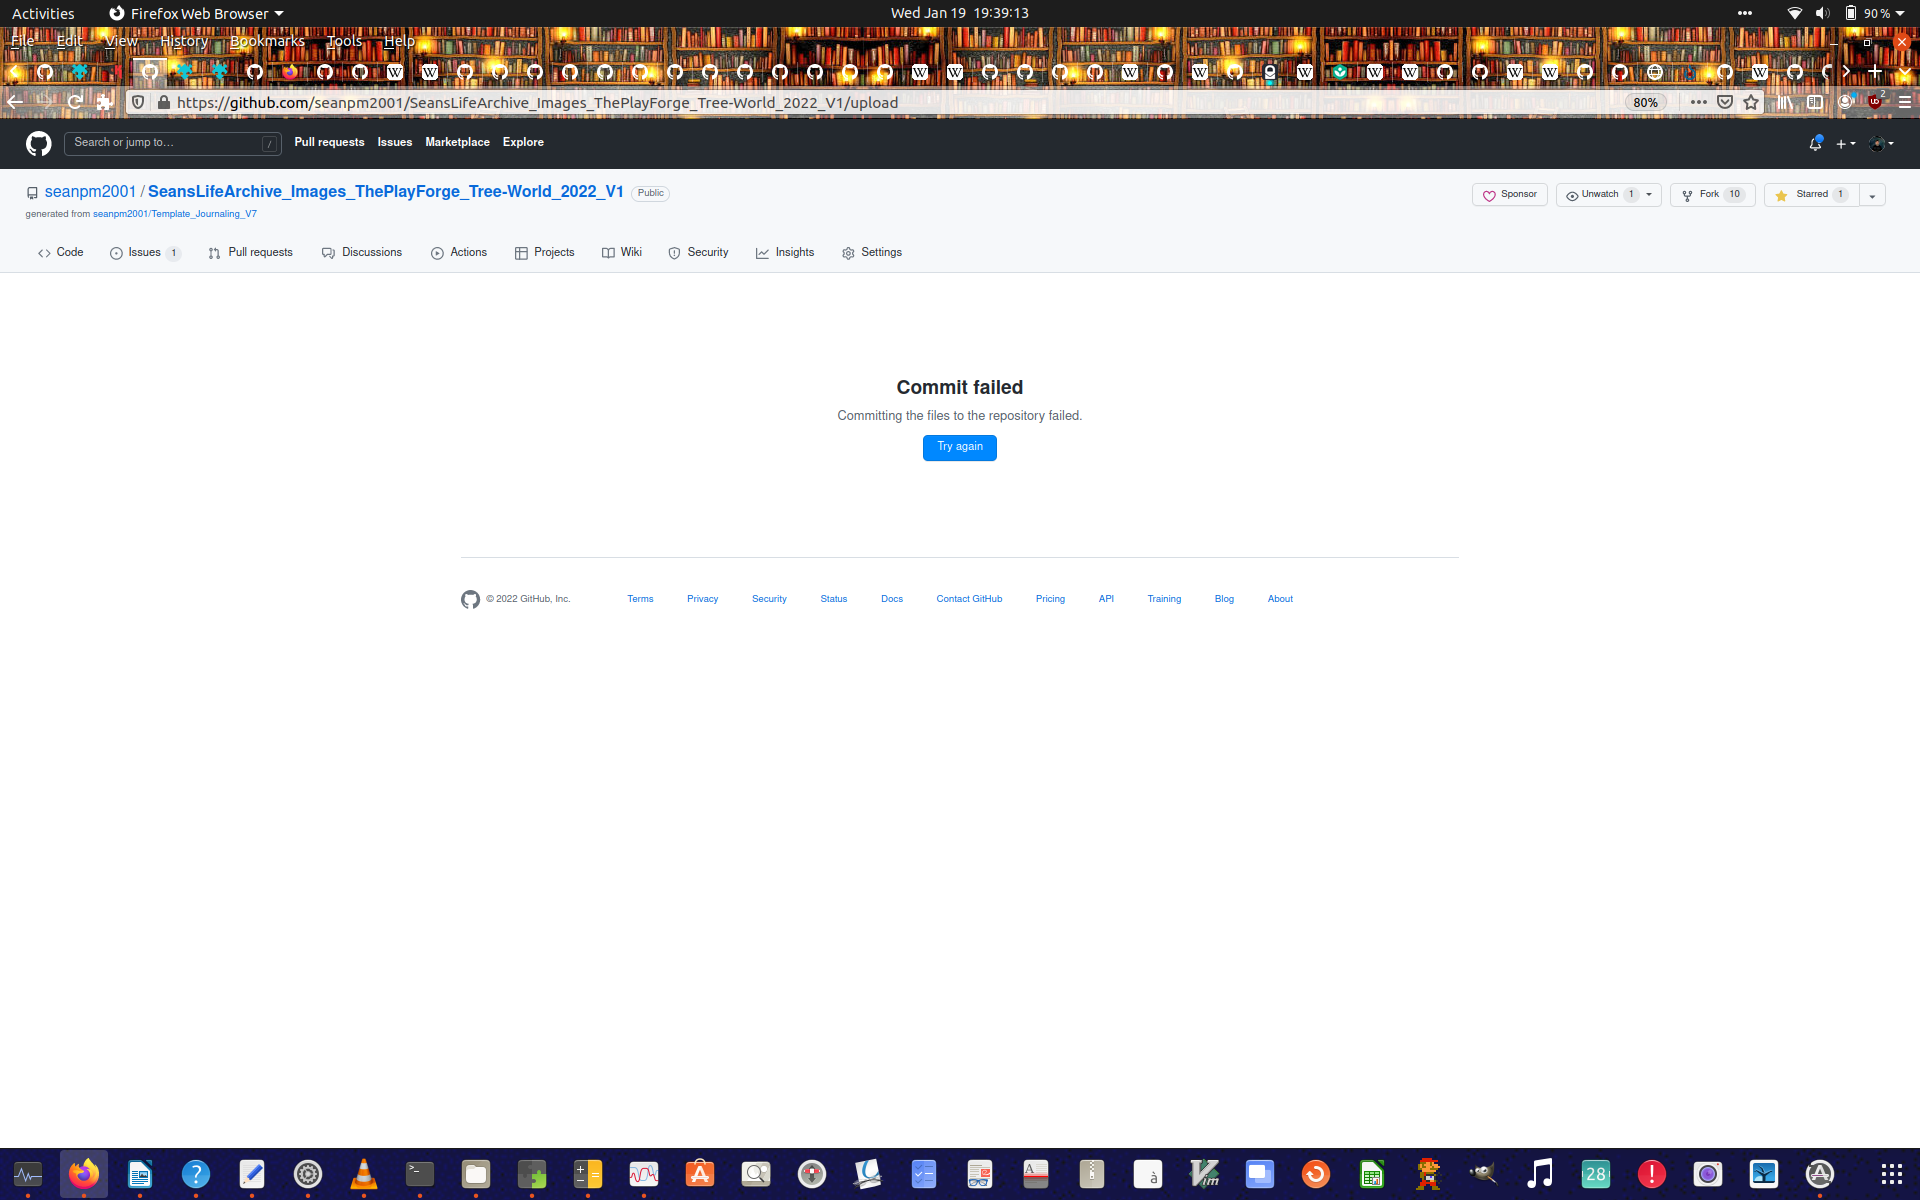 Activities Firefox Web Browser Wed Jan 19 19:39:13 90 %
File Edit View History Bookmarks Tools Help
https://github.com/seanpm2001/SeansLifeArchive_Images_ThePlayForge_Tree-World_2022_V1/upload 80% 2
Search or jump to… / Pull requests Issues Marketplace Explore
seanpm2001 / SeansLifeArchive_Images_ThePlayForge_Tree-World_2022_V1 Public Sponsor Unwatch 1 Fork 10 Starred 1
generated from seanpm2001/Template_Journaling_V7
Code Issues 1 Pull requests Discussions Actions Projects Wiki Security Insights Settings
Commit failed
Committing the files to the repository failed.
Try again
© 2022 GitHub, Inc. Terms Privacy Security Status Docs Contact GitHub Pricing API Training Blog About
28